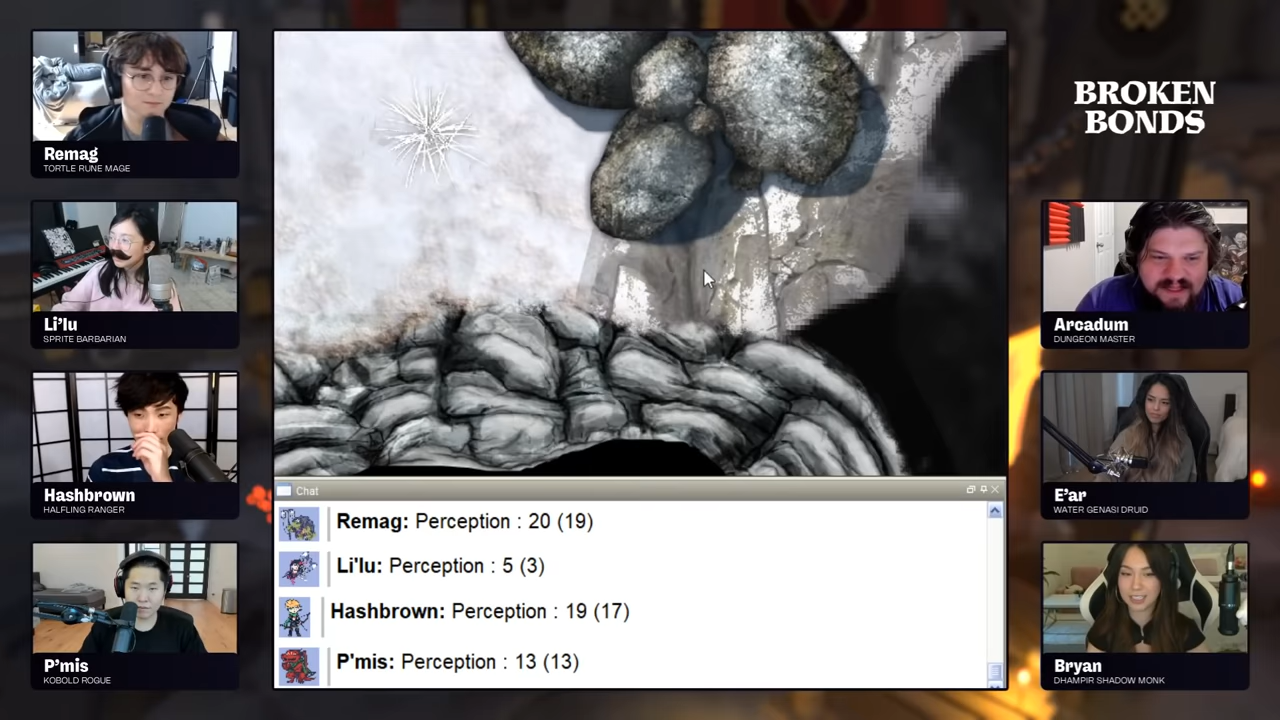 Remag
TORTLE RUNE MAGE
Li'lu
SPRITE BARBARIAN
Hashbrown
HALFLING RANGER
P'mis
KOBOLD ROGUE
Chat
Remag: Perception : 20 (19)
Li'lu: Perception : 5 (3)
Hashbrown: Perception : 19 (17)
P'mis: Perception : 13 (13)
BROKEN
BONDS
Arcadum
DUNGEON MASTER
E'ar
WATER GENASI DRUID
Bryan
DHAMPIR SHADOW MONK